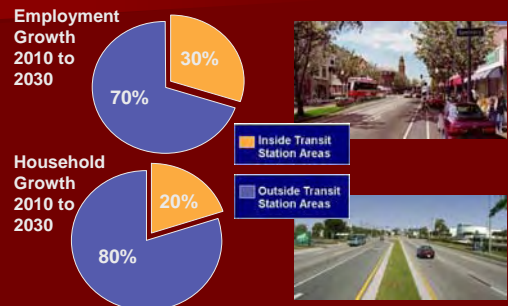 Employment
Growth
2010 to
2030
30%
70%
Inside Transit
Station Areas
Household
Growth
2010 to
2030
20%
80%
Outside Transit
Station Areas